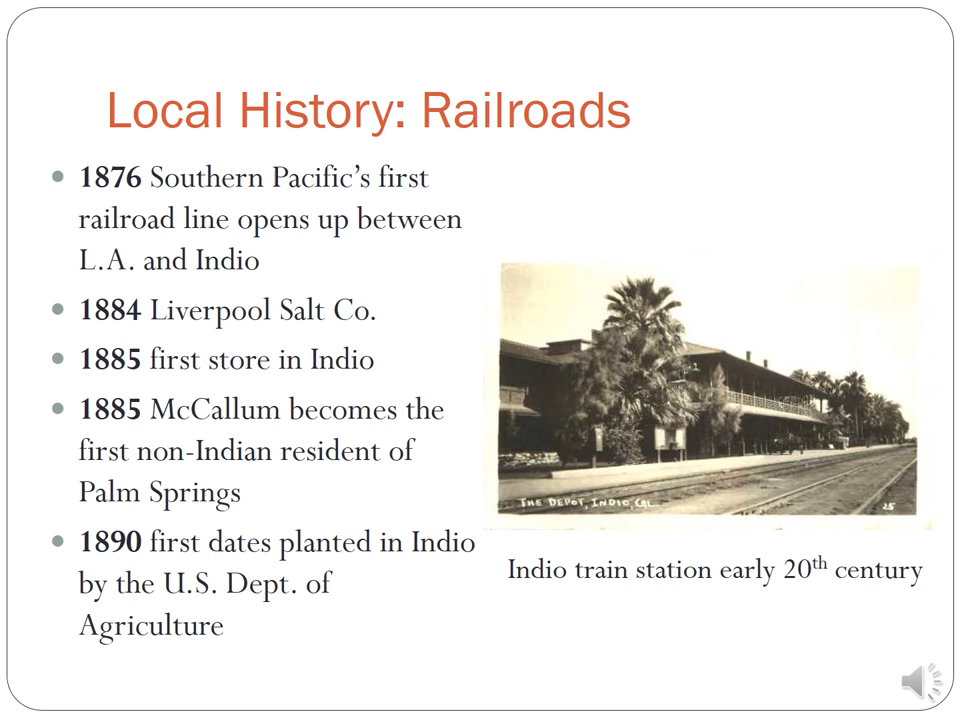 Local History: Railroads
1876 Southern Pacific's first
railroad line opens up between
L.A. and Indio
1884 Liverpool Salt Co.
1885 first store in Indio
1885 McCallum becomes the
first non-Indian resident of
Palm Springs
1890 first dates planted in Indio
by the U.S. Dept. of
Agriculture
THE DEPOT, INDIO, CAL.
25
Indio train station early 20th century